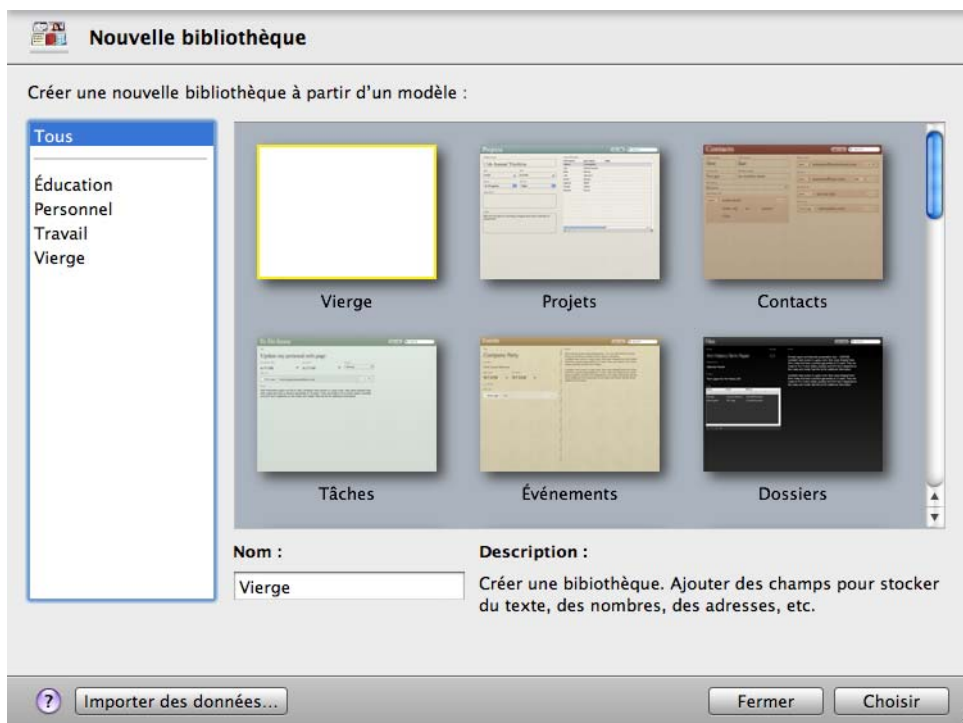 Nouvelle bibliothèque
Créer une nouvelle bibliothèque à partir d'un modèle :
Tous
Éducation
Personnel
Travail
Vierge
Vierge
Projets
Contacts
Tâches
Événements
Dossiers
Nom :
Vierge
Description :
Créer une bibiothèque. Ajouter des champs pour stocker
du texte, des nombres, des adresses, etc.
?
Importer des données...
Fermer
Choisir